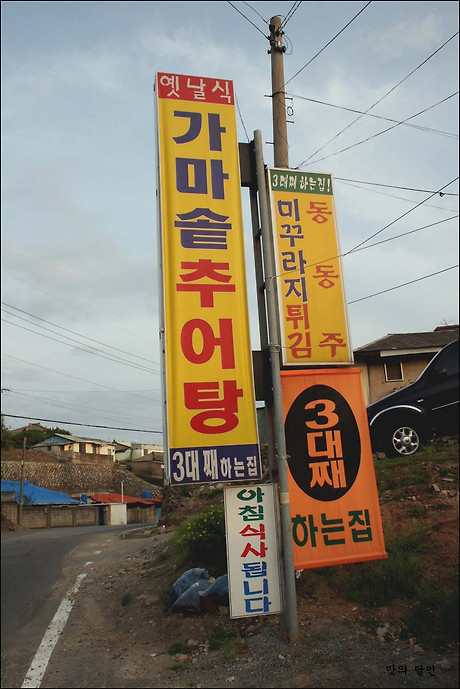 옛날식
가마솥추어탕
3대째하는집
3대째하는집!
미꾸라지튀김
동동주
3대째
하는집
아침식사됩니다
맛의 달인